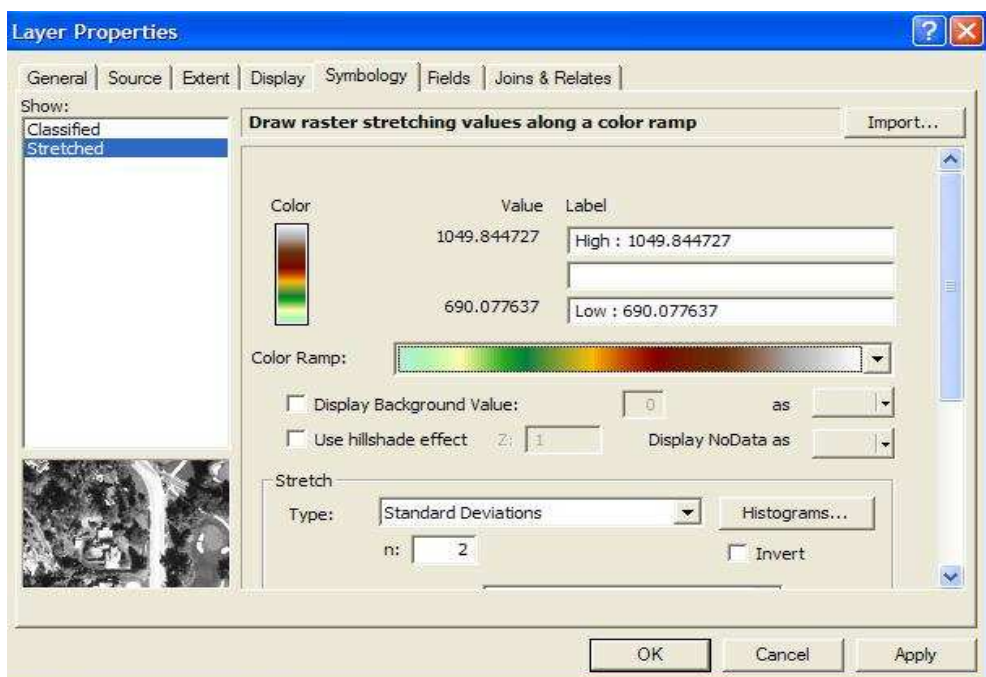 Layer Properties
General Source Extent Display Symbology Fields Joins & Relates
Show:
Classified
Stretched
Draw raster stretching values along a color ramp
Import...
Color Value Label
1049.844727 High : 1049.844727
690.077637 Low : 690.077637
Color Ramp:
Display Background Value: 0 as
Use hillshade effect Z: 1 Display NoData as
Stretch
Type: Standard Deviations Histograms...
n: 2 Invert
OK Cancel Apply